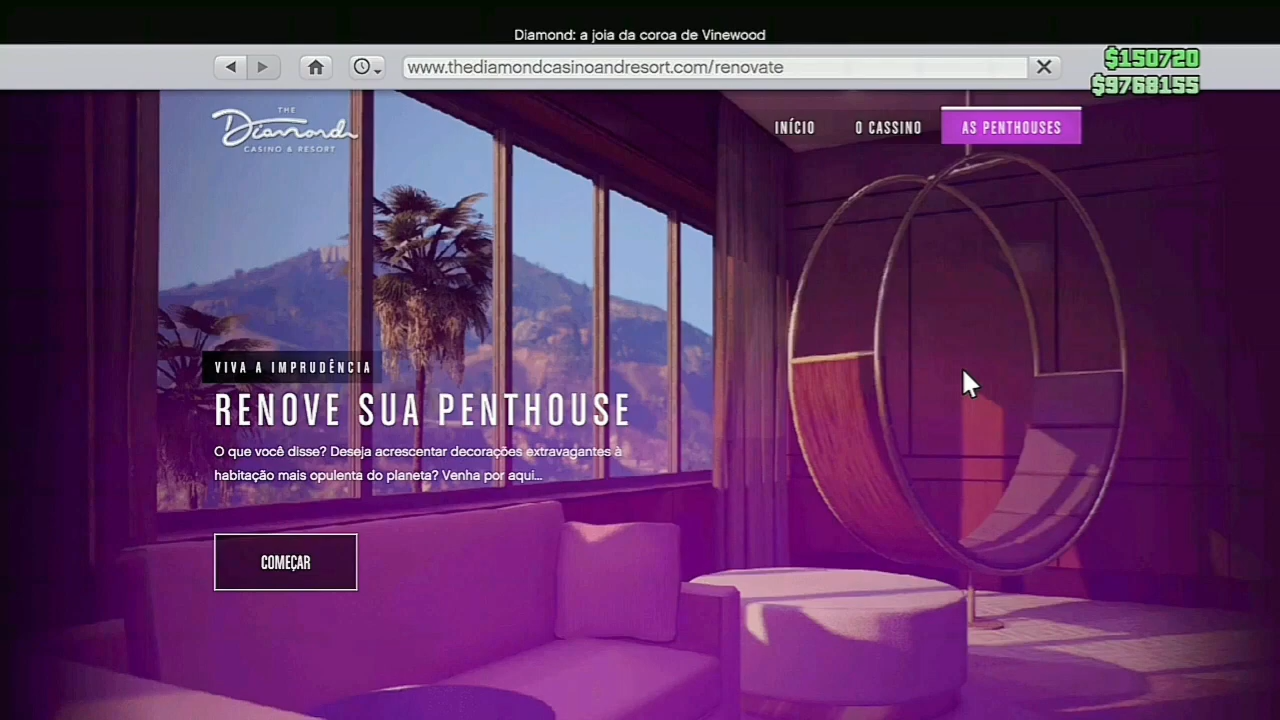 Diamond: a joia da coroa de Vinewood
www.thediamondcasinoandresort.com/renovate
$150720
$9768155
THE
Diamond
CASINO & RESORT
INÍCIO
O CASSINO
AS PENTHOUSES
VIVA A IMPRUDÊNCIA
RENOVE SUA PENTHOUSE
O que você disse? Deseja acrescentar decorações extravagantes à
habitação mais opulenta do planeta? Venha por aqui...
COMEÇAR